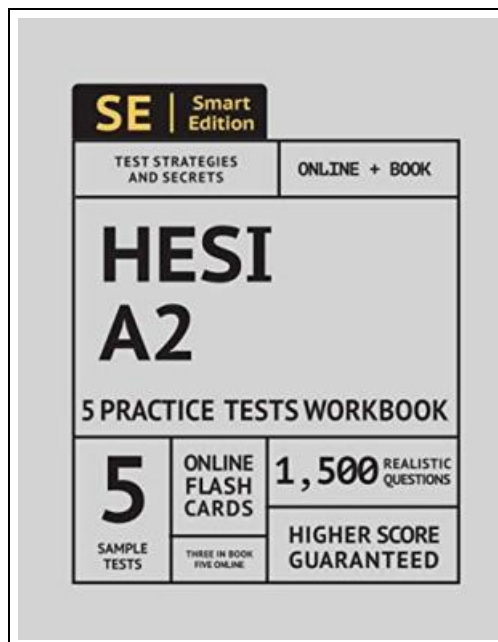 SE
Smart
Edition
TEST STRATEGIES
AND SECRETS
ONLINE + BOOK
HESI
A2
5 PRACTICE TESTS WORKBOOK
5
SAMPLE
TESTS
ONLINE
FLASH
CARDS
THREE IN BOOK
FIVE ONLINE
1,500
REALISTIC
QUESTIONS
HIGHER SCORE
GUARANTEED